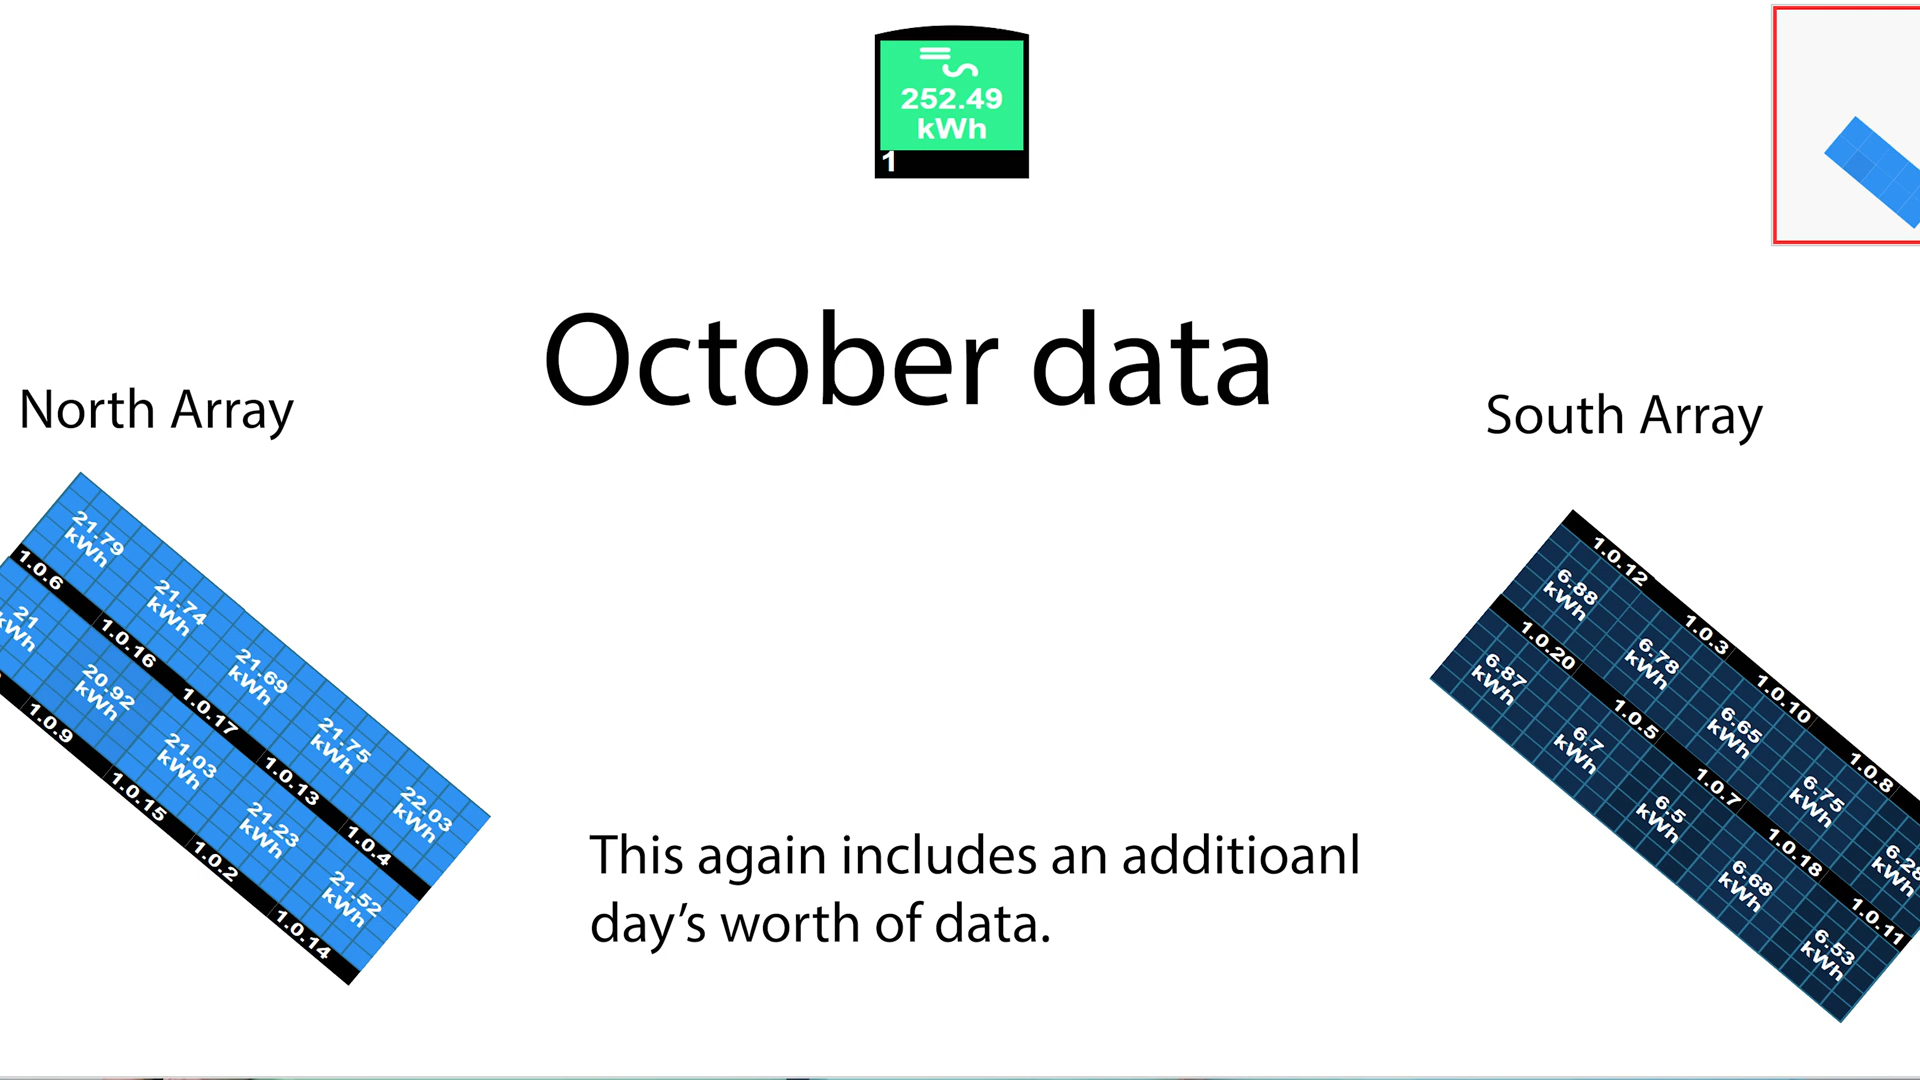 252.49
kWh
1
October data
North Array
South Array
21.79
kWh
1.0.6
21.74
kWh
1.0.16
21.69
kWh
1.0.17
21.75
kWh
1.0.13
22.03
kWh
1.0.4
21
kWh
20.92
kWh
1.0.9
21.03
kWh
1.0.15
21.23
kWh
1.0.2
21.52
kWh
1.0.14
1.0.12
6.88
kWh
1.0.3
6.78
kWh
1.0.10
6.65
kWh
1.0.8
6.75
kWh
6.28
kWh
1.0.20
6.87
kWh
1.0.5
6.7
kWh
1.0.7
6.5
kWh
1.0.18
6.68
kWh
1.0.11
6.53
kWh
This again includes an additioanl
day's worth of data.